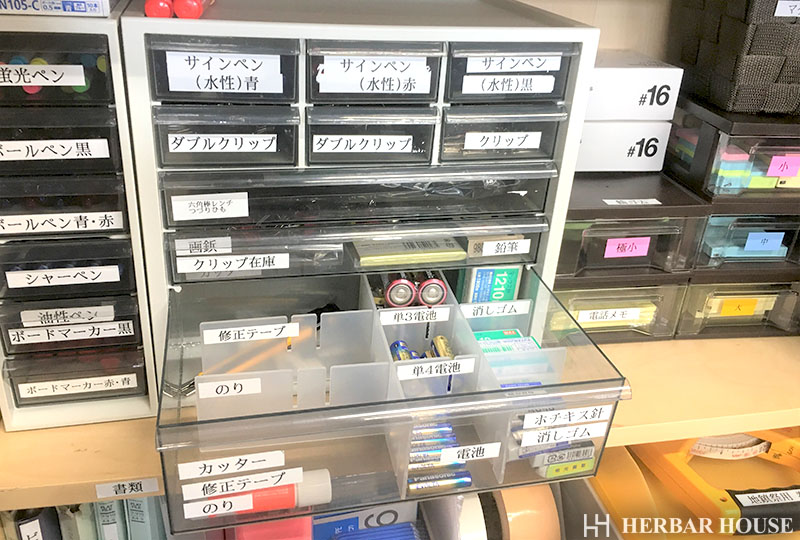 N105-C
蛍光ペン
ボールペン黒
ボールペン青・赤
シャーペン
油性ペン
ボードマーカー黒
ボードマーカー赤・青
サインペン
(水性)青
サインペン
(水性)赤
サインペン
(水性)黒
ダブルクリップ
ダブルクリップ
クリップ
六角棒レンチ
つづりひも
画鋲
クリップ在庫
鉛筆
修正テープ
のり
単3電池
単4電池
消しゴム
1210
カッター
修正テープ
のり
電池
ホチキス針
消しゴム
#16
#16
小
極小
中
電話メモ
大
書類
HERBAR HOUSE